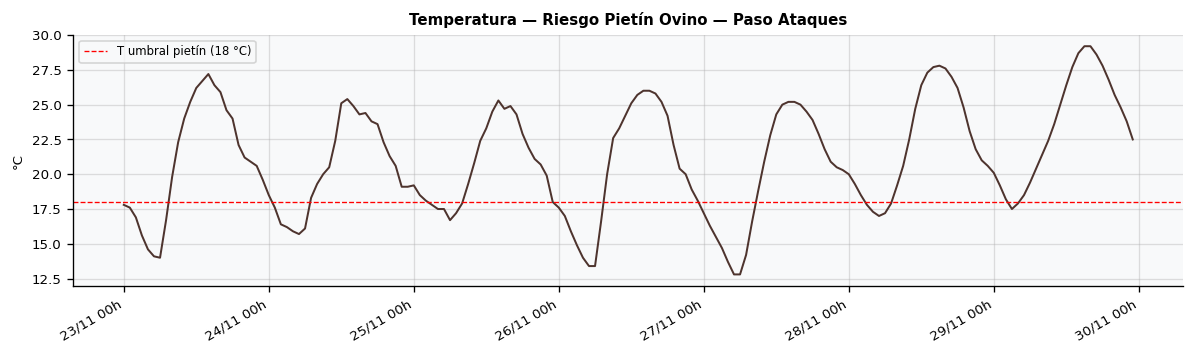 Temperatura — Riesgo Pietín Ovino — Paso Ataques
T umbral pietín (18 °C)
°C
30.0
27.5
25.0
22.5
20.0
17.5
15.0
12.5
23/11 00h
24/11 00h
25/11 00h
26/11 00h
27/11 00h
28/11 00h
29/11 00h
30/11 00h